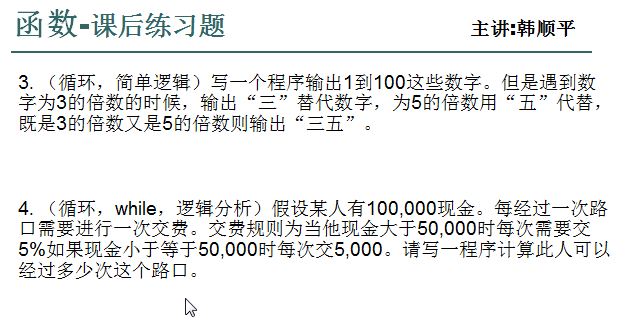 函数-课后练习题
主讲:韩顺平
3. （循环，简单逻辑）写一个程序输出1到100这些数字。但是遇到数
字为3的倍数的时候，输出“三”替代数字，为5的倍数用“五”代替，
既是3的倍数又是5的倍数则输出“三五”。
4. （循环，while，逻辑分析）假设某人有100,000现金。每经过一次路
口需要进行一次交费。交费规则为当他现金大于50,000时每次需要交
5%如果现金小于等于50,000时每次交5,000。请写一程序计算此人可以
经过多少次这个路口。